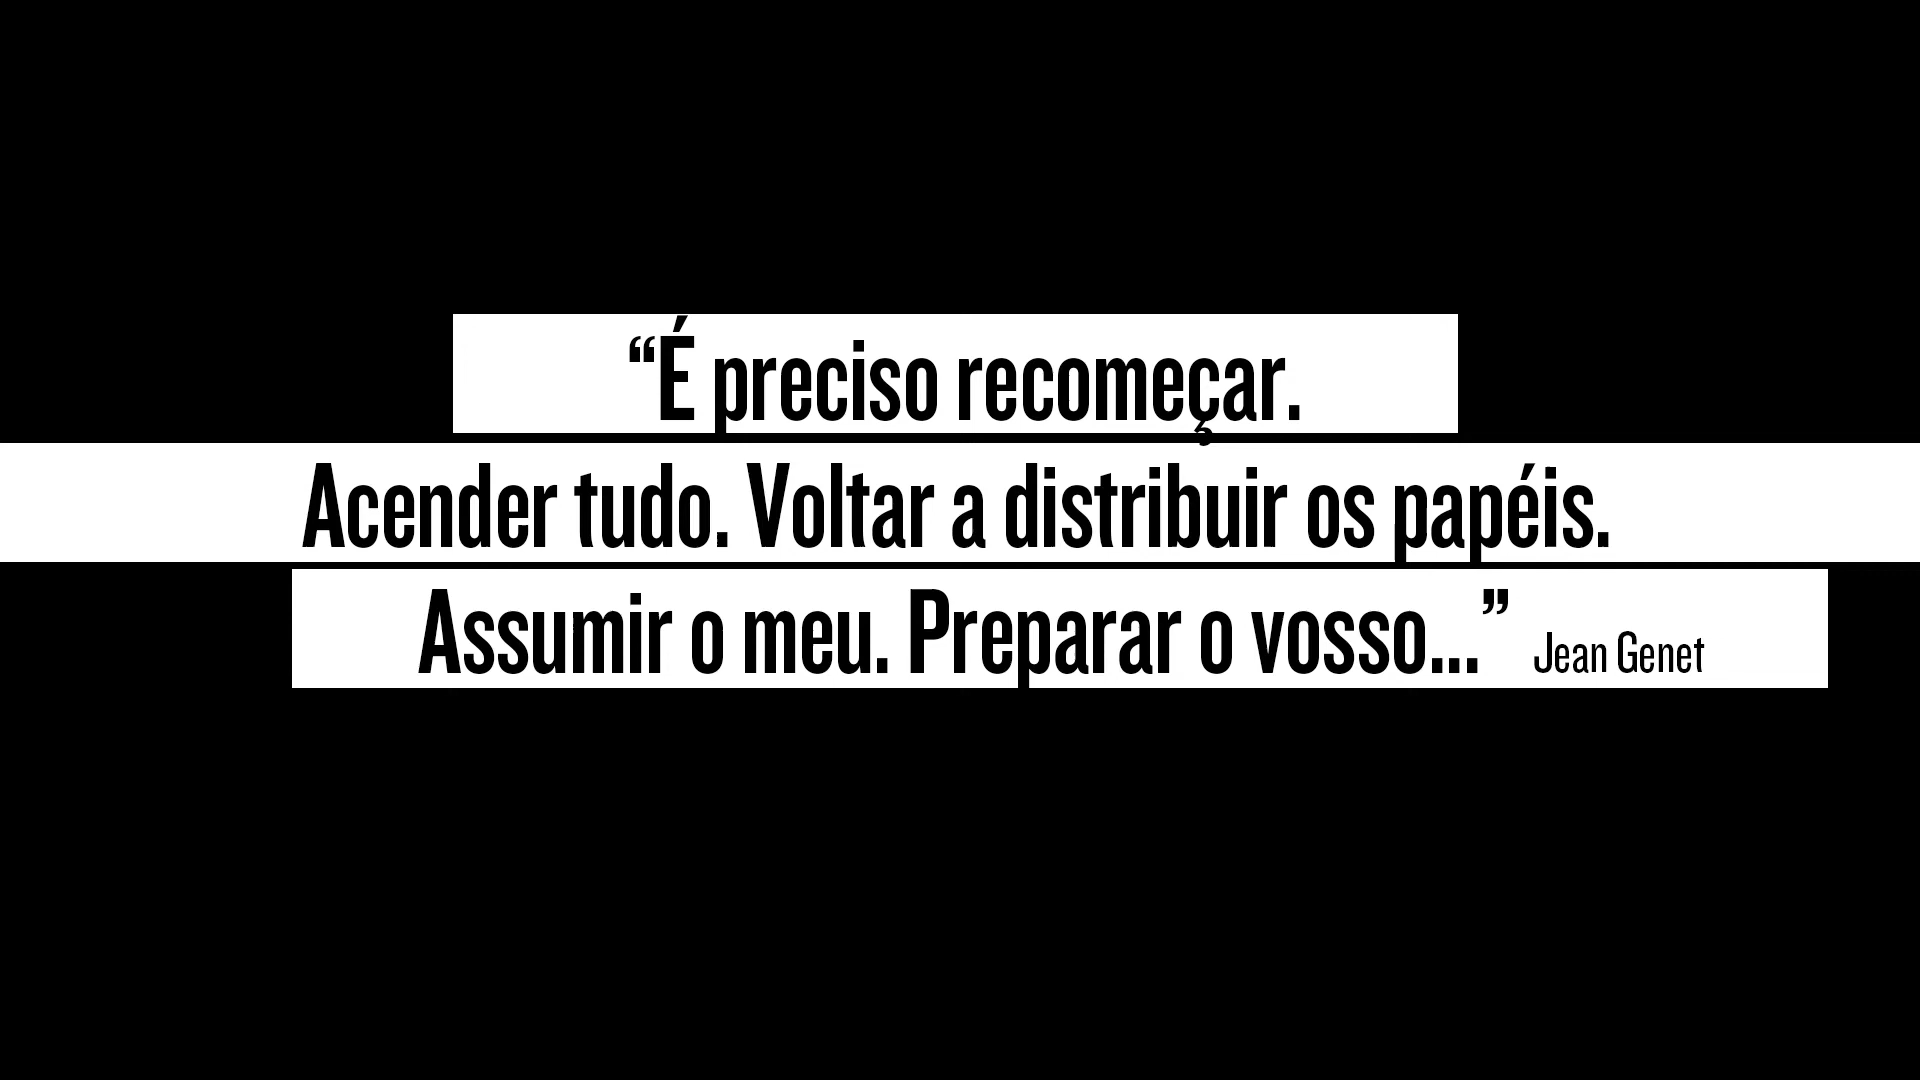 “É preciso recomeçar.
Acender tudo. Voltar a distribuir os papéis.
Assumir o meu. Preparar o vosso...” Jean Genet